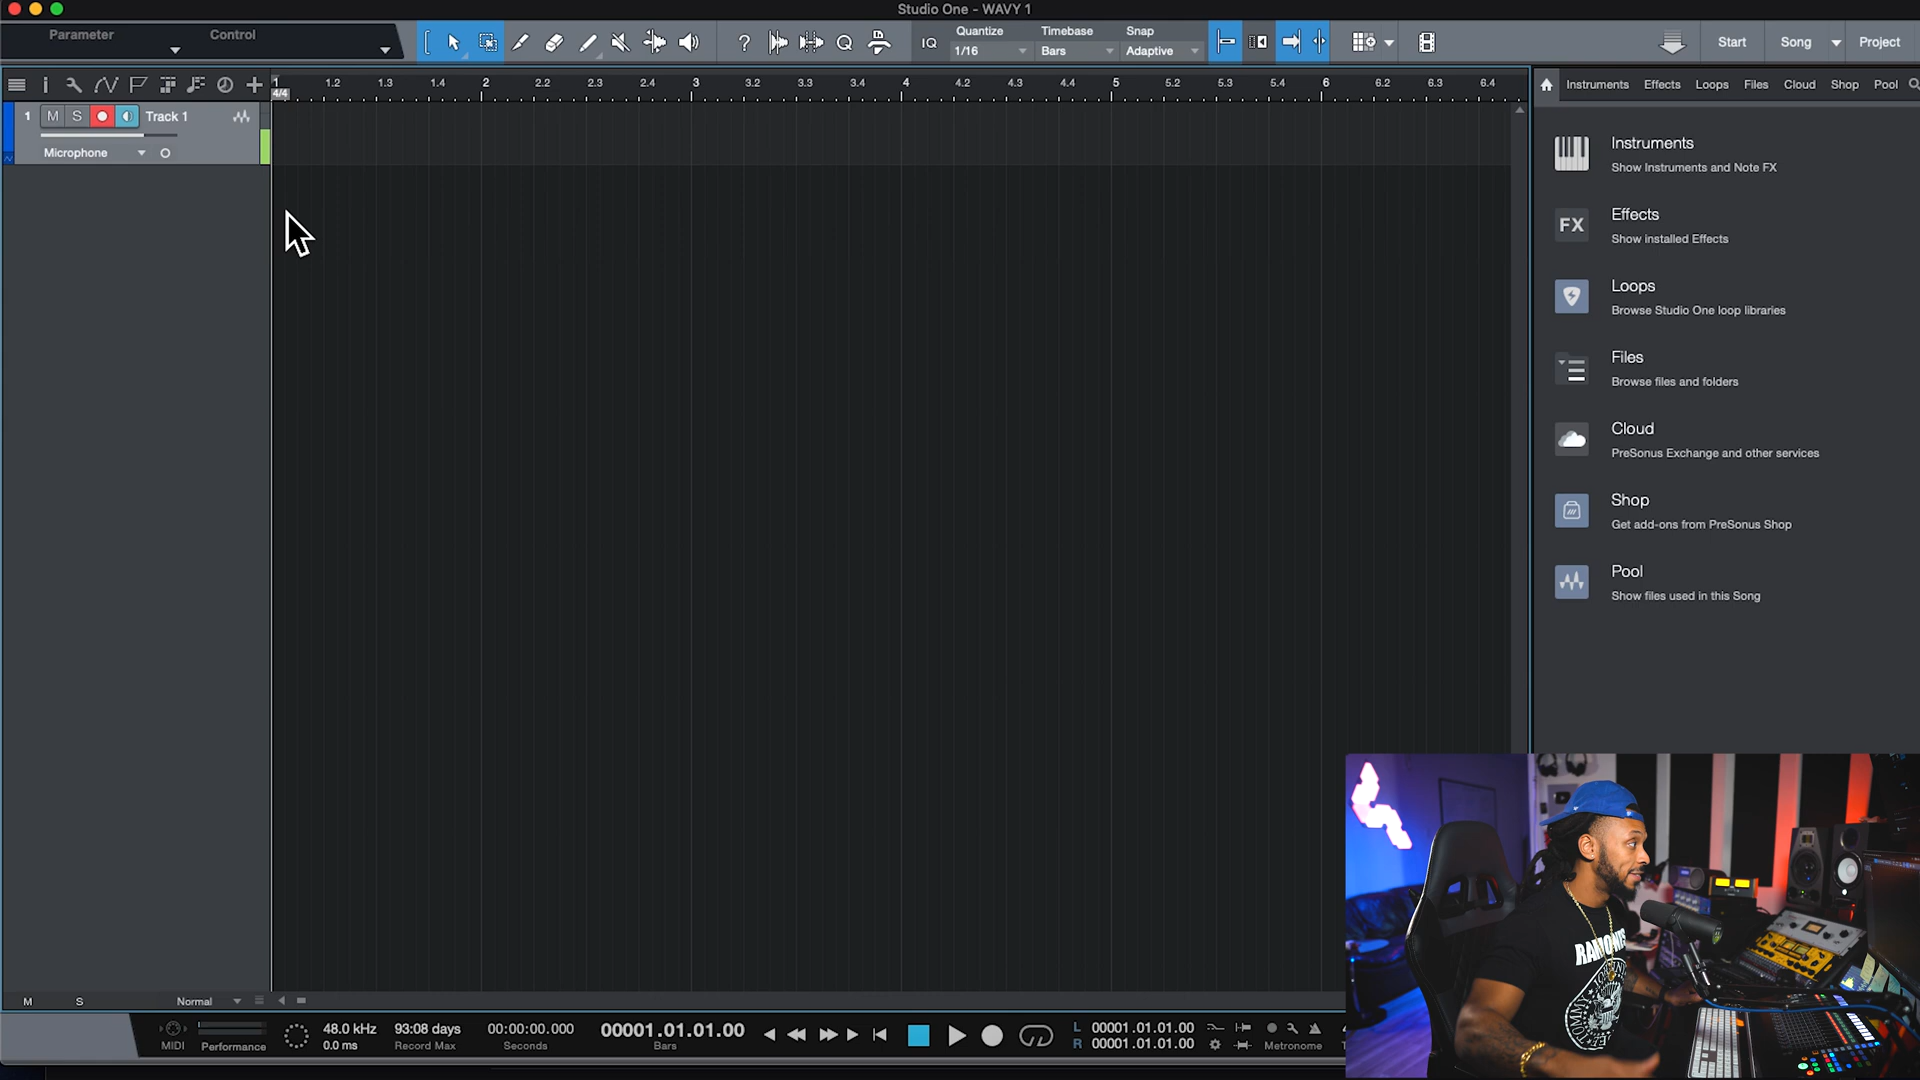 Studio One - WAVY 1
Parameter
Control
IQ
Quantize
1/16
Timebase
Bars
Snap
Adaptive
Start
Song
Project
1
1.2
1.3
1.4
2
2.2
2.3
2.4
3
3.2
3.3
3.4
4
4.2
4.3
4.4
5
5.2
5.3
5.4
6
6.2
6.3
6.4
4/4
Instruments
Effects
Loops
Files
Cloud
Shop
Pool
1
M
S
Track 1
Microphone
Instruments
Show Instruments and Note FX
FX
Effects
Show installed Effects
Loops
Browse Studio One loop libraries
Files
Browse files and folders
Cloud
PreSonus Exchange and other services
Shop
Get add-ons from PreSonus Shop
Pool
Show files used in this Song
M
S
Normal
MIDI
Performance
48.0 kHz
0.0 ms
93:08 days
Record Max
00:00:00.000
Seconds
00001.01.01.00
Bars
L 00001.01.01.00
R 00001.01.01.00
Metronome